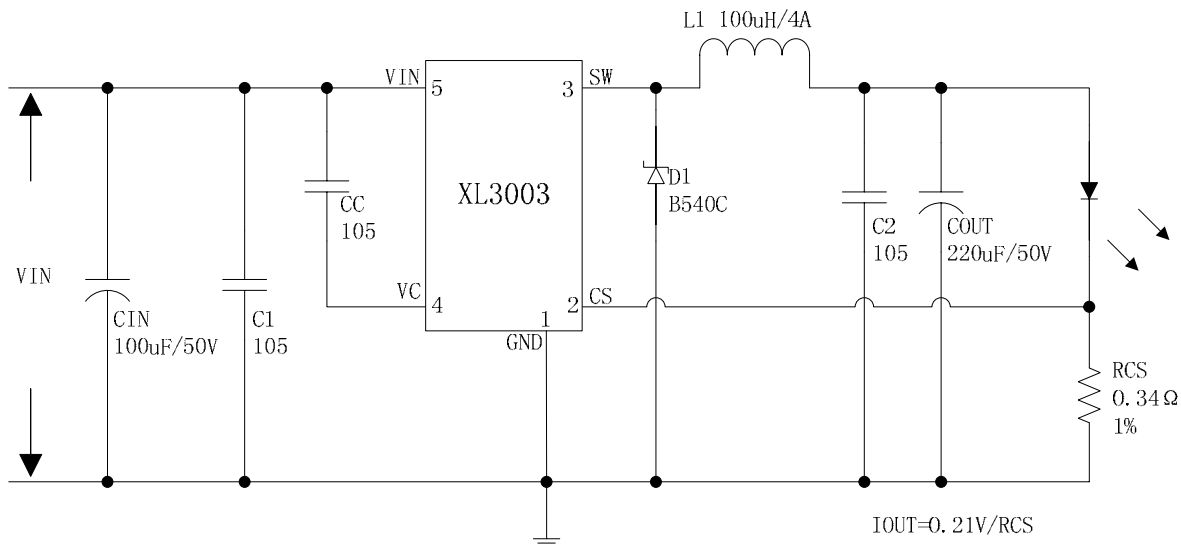 L1 100uH/4A
VIN
5
3
SW
XL3003
CC
105
D1
B540C
C2
105
COUT
220uF/50V
VIN
VC
4
2
CS
1
GND
CIN
100uF/50V
C1
105
RCS
0.34Ω
1%
IOUT=0.21V/RCS